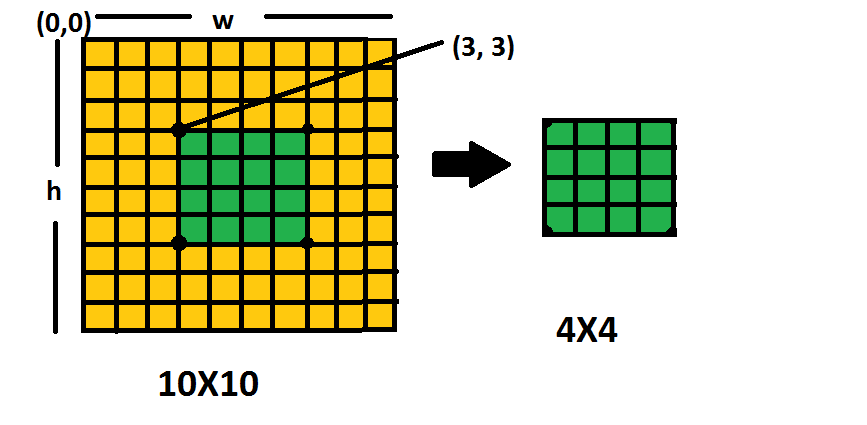 (0,0)
w
(3, 3)
h
4X4
10X10